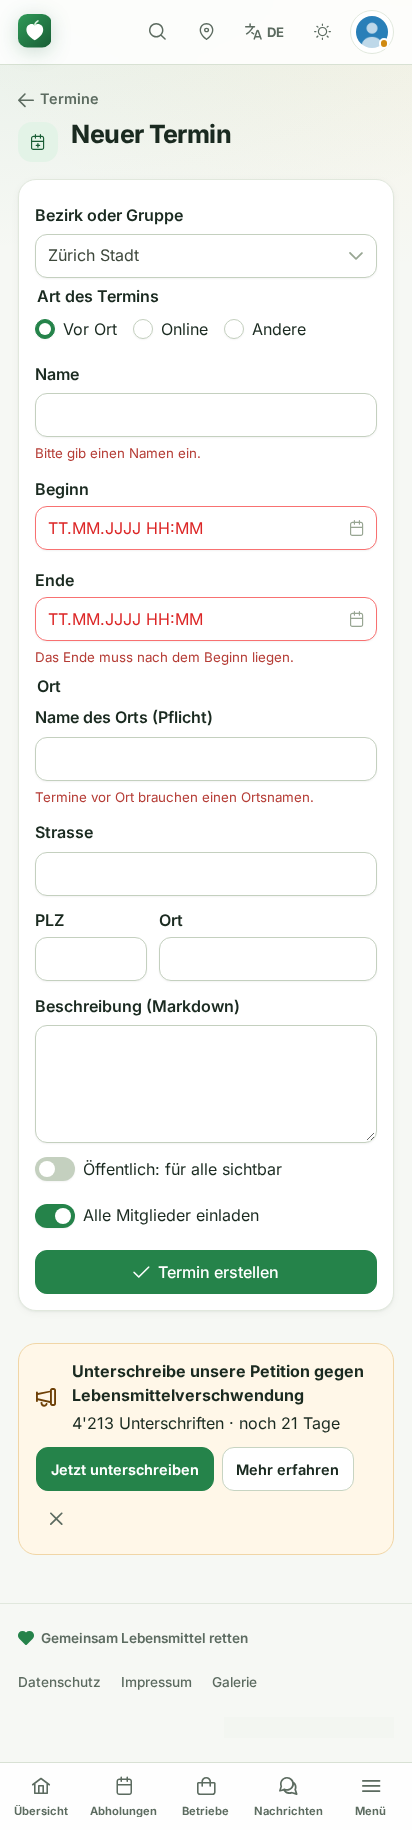 DE
Termine
Neuer Termin
Bezirk oder Gruppe
Zürich Stadt
Art des Termins
Vor Ort Online Andere
Name
Bitte gib einen Namen ein.
Beginn
TT.MM.JJJJ HH:MM
Ende
TT.MM.JJJJ HH:MM
Das Ende muss nach dem Beginn liegen.
Ort
Name des Orts (Pflicht)
Termine vor Ort brauchen einen Ortsnamen.
Strasse
PLZ Ort
Beschreibung (Markdown)
Öffentlich: für alle sichtbar
Alle Mitglieder einladen
Termin erstellen
Unterschreibe unsere Petition gegen
Lebensmittelverschwendung
4'213 Unterschriften · noch 21 Tage
Jetzt unterschreiben Mehr erfahren
Gemeinsam Lebensmittel retten
Datenschutz Impressum Galerie
Übersicht Abholungen Betriebe Nachrichten Menü